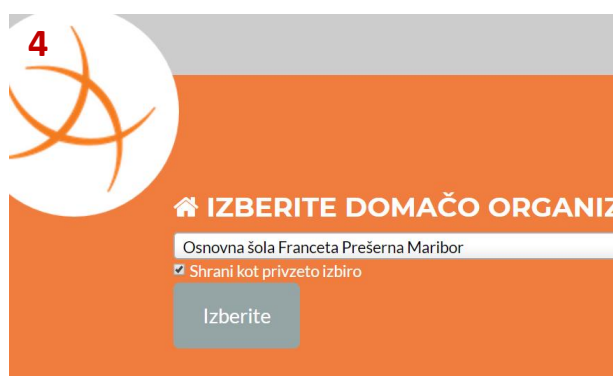 4
IZBERITE DOMAČO ORGANIZ
Osnovna šola Franceta Prešerna Maribor
Shrani kot privzeto izbiro
Izberite